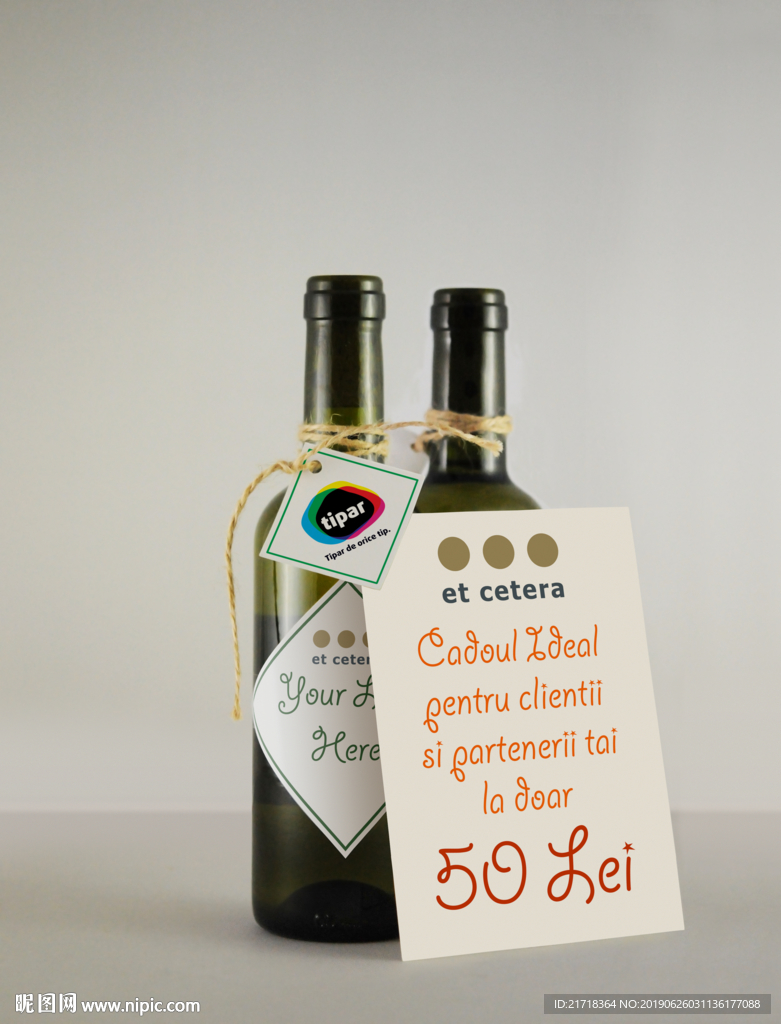 tipar
Tipar de orice tip.
et cetera
Cadoul Ideal
pentru clientii
si partenerii tai
la doar
50 Lei
et ceter
Your
Here
昵图网 www.nipic.com
ID:21718364 NO:20190626031136177088